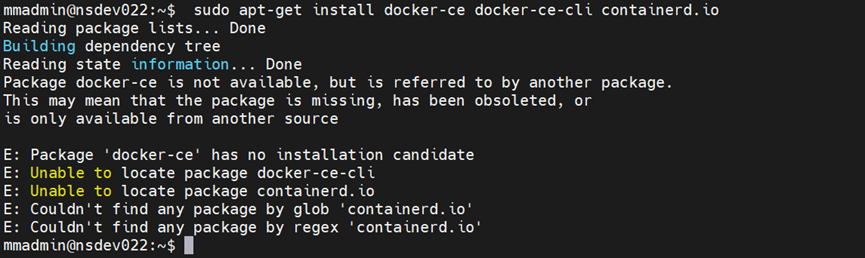 mmadmin@nsdev022:~$  sudo apt-get install docker-ce docker-ce-cli containerd.io
Reading package lists... Done
Building dependency tree
Reading state information... Done
Package docker-ce is not available, but is referred to by another package.
This may mean that the package is missing, has been obsoleted, or
is only available from another source

E: Package 'docker-ce' has no installation candidate
E: Unable to locate package docker-ce-cli
E: Unable to locate package containerd.io
E: Couldn't find any package by glob 'containerd.io'
E: Couldn't find any package by regex 'containerd.io'
mmadmin@nsdev022:~$